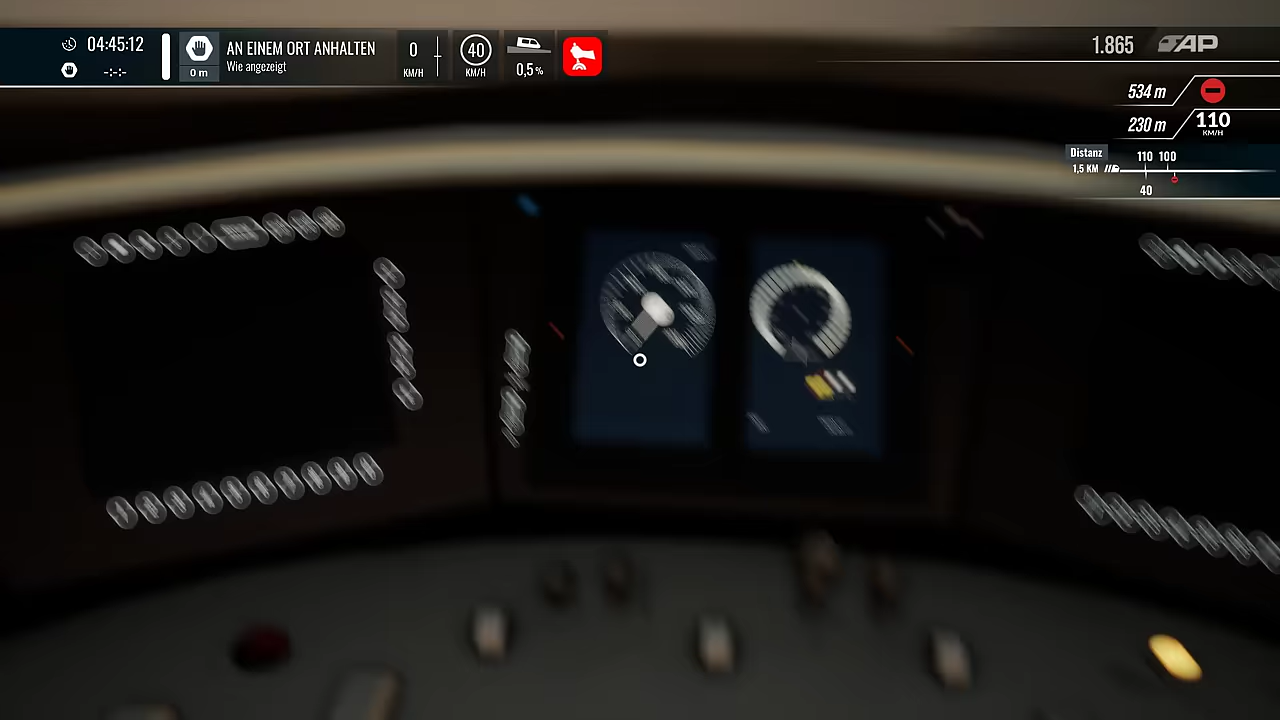 04:45:12
-:-:-
0 m
AN EINEM ORT ANHALTEN
Wie angezeigt
0
KM/H
40
KM/H
0,5 %
1.865 AP
534 m
230 m
110
KM/H
Distanz
1,5 KM
110 100
40